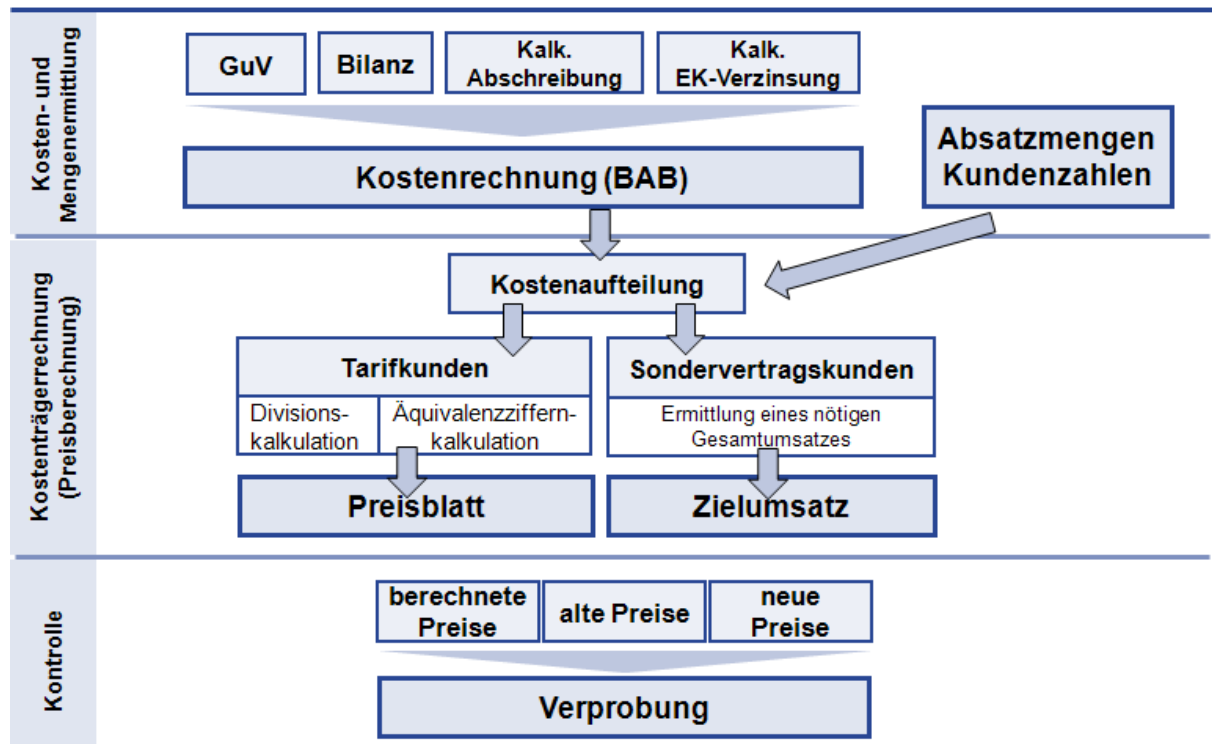 Kosten- und
Mengenermittlung
GuV
Bilanz
Kalk.
Abschreibung
Kalk.
EK-Verzinsung
Kostenrechnung (BAB)
Absatzmengen
Kundenzahlen
Kostenträgerrechnung
(Preisberechnung)
Kostenaufteilung
Tarifkunden
Divisions-
kalkulation
Äquivalenzziffern-
kalkulation
Preisblatt
Sondervertragskunden
Ermittlung eines nötigen
Gesamtumsatzes
Zielumsatz
Kontrolle
berechnete
Preise
alte Preise
neue
Preise
Verprobung